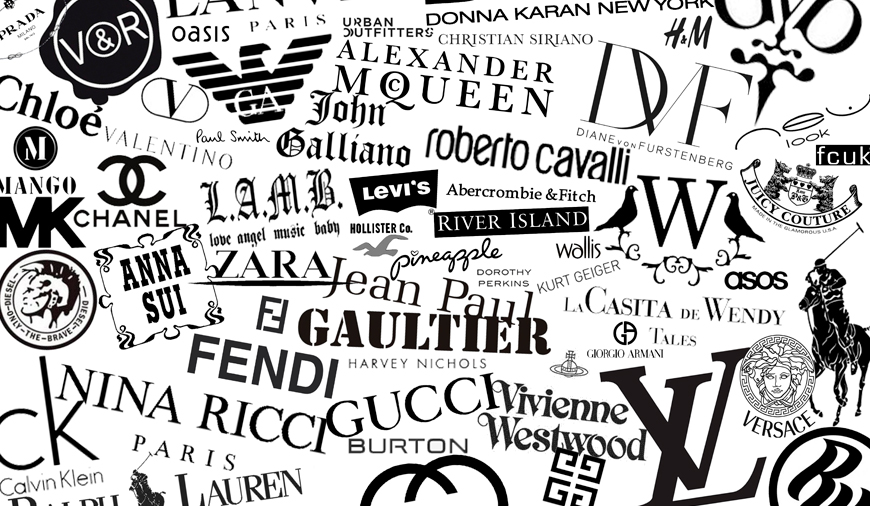 PRADA
MILANO
V&R
oasis
LANVIN
PARIS
URBAN
OUTFITTERS
DONNA KARAN NEW YORK
CHRISTIAN SIRIANO
H&M
ALEXANDER
McQUEEN
GA
DVF
DIANE VON FURSTENBERG
Chloé
V
VALENTINO
Paul Smith
John
Galliano
roberto cavalli
look
fcuk
M
MANGO
MK
CHANEL
L.A.M.B.
love angel music baby
LEVI'S
®
Abercrombie & Fitch
RIVER ISLAND
HOLLISTER Co.
W
JUICY COUTURE
MADE IN THE GLAMOROUS U.S.A.
DIESEL
ONLY-THE-BRAVE
DIESEL
ANNA
SUI
ZARA
pineapple
DOROTHY
PERKINS
wallis
KURT GEIGER
asos
Jean Paul
GAULTIER
LA CASITA DE WENDY
TALES
GIORGIO ARMANI
FENDI
HARVEY NICHOLS
ck
Calvin Klein
NINA RICCI
PARIS
GUCCI
BURTON
Vivienne
Westwood
LV
VERSACE
RALPH LAUREN